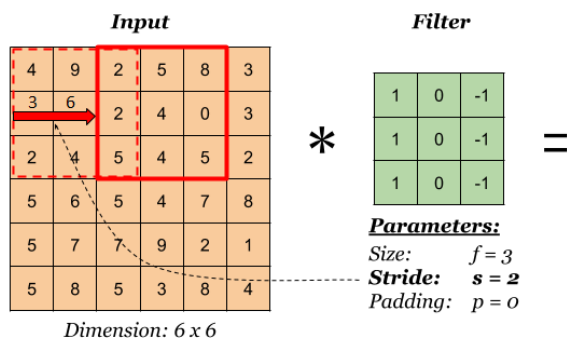 Input
Filter
4 9 2 5 8 3
3 6 2 4 0 3
2 4 5 4 5 2
5 6 5 4 7 8
5 7 7 9 2 1
5 8 5 3 8 4
Dimension: 6 x 6
*
1 0 -1
1 0 -1
1 0 -1
=
Parameters:
Size: f = 3
Stride: s = 2
Padding: p = 0